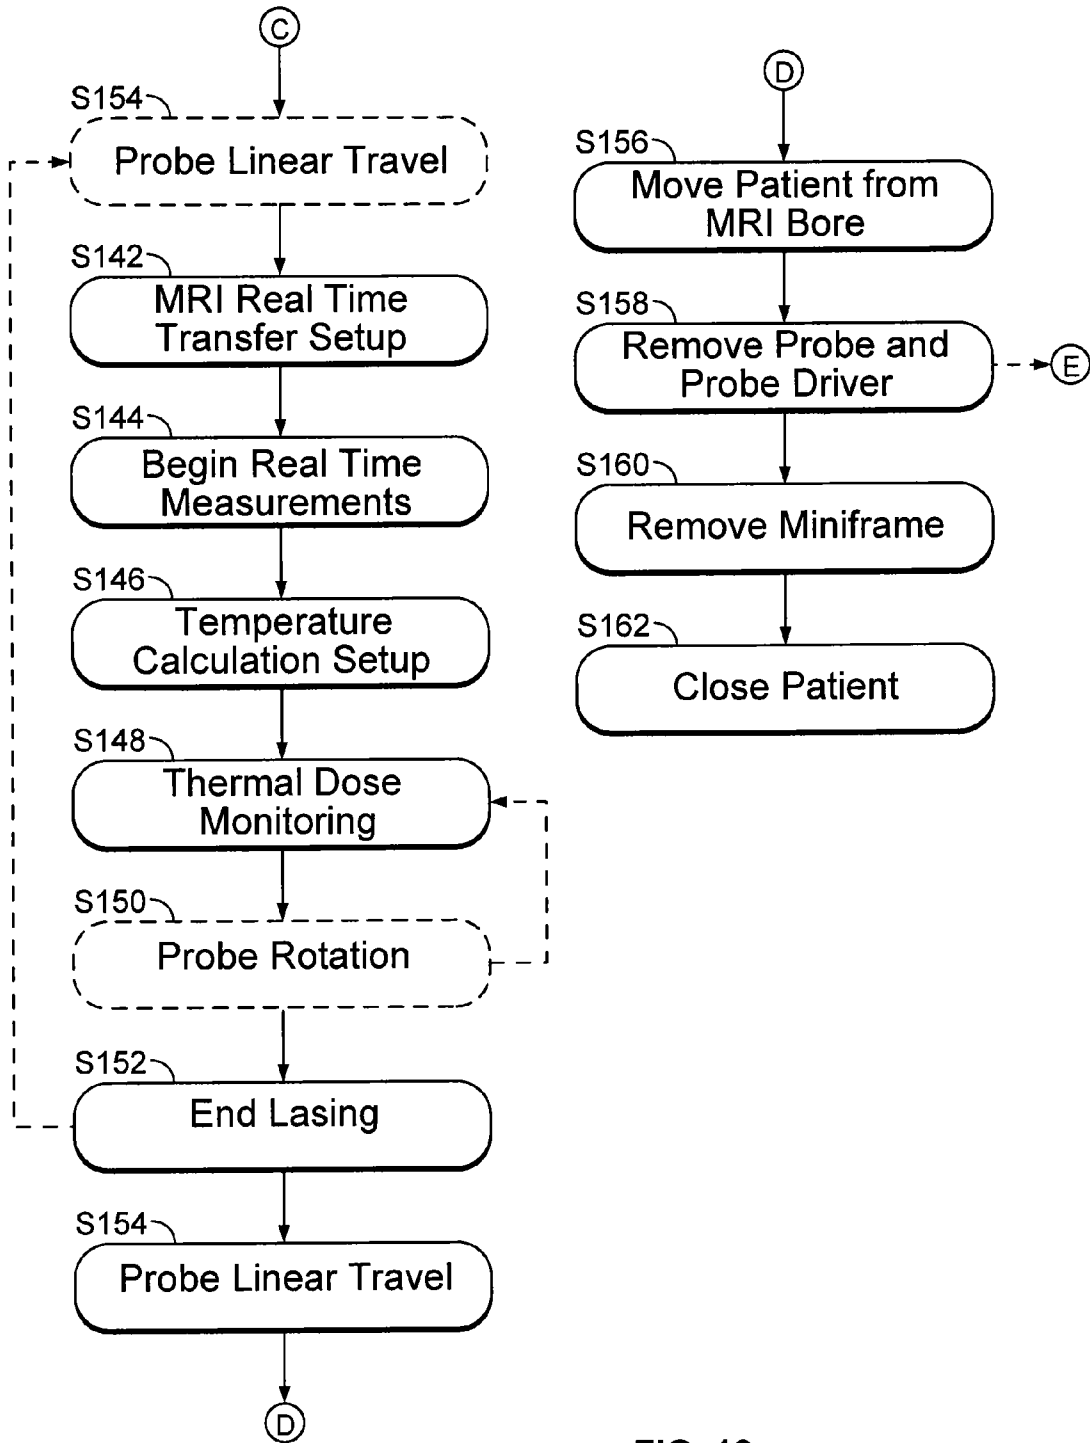 C
S154
Probe Linear Travel
S142
MRI Real Time
Transfer Setup
S144
Begin Real Time
Measurements
S146
Temperature
Calculation Setup
S148
Thermal Dose
Monitoring
S150
Probe Rotation
S152
End Lasing
S154
Probe Linear Travel
D
D
S156
Move Patient from
MRI Bore
S158
Remove Probe and
Probe Driver
E
S160
Remove Miniframe
S162
Close Patient